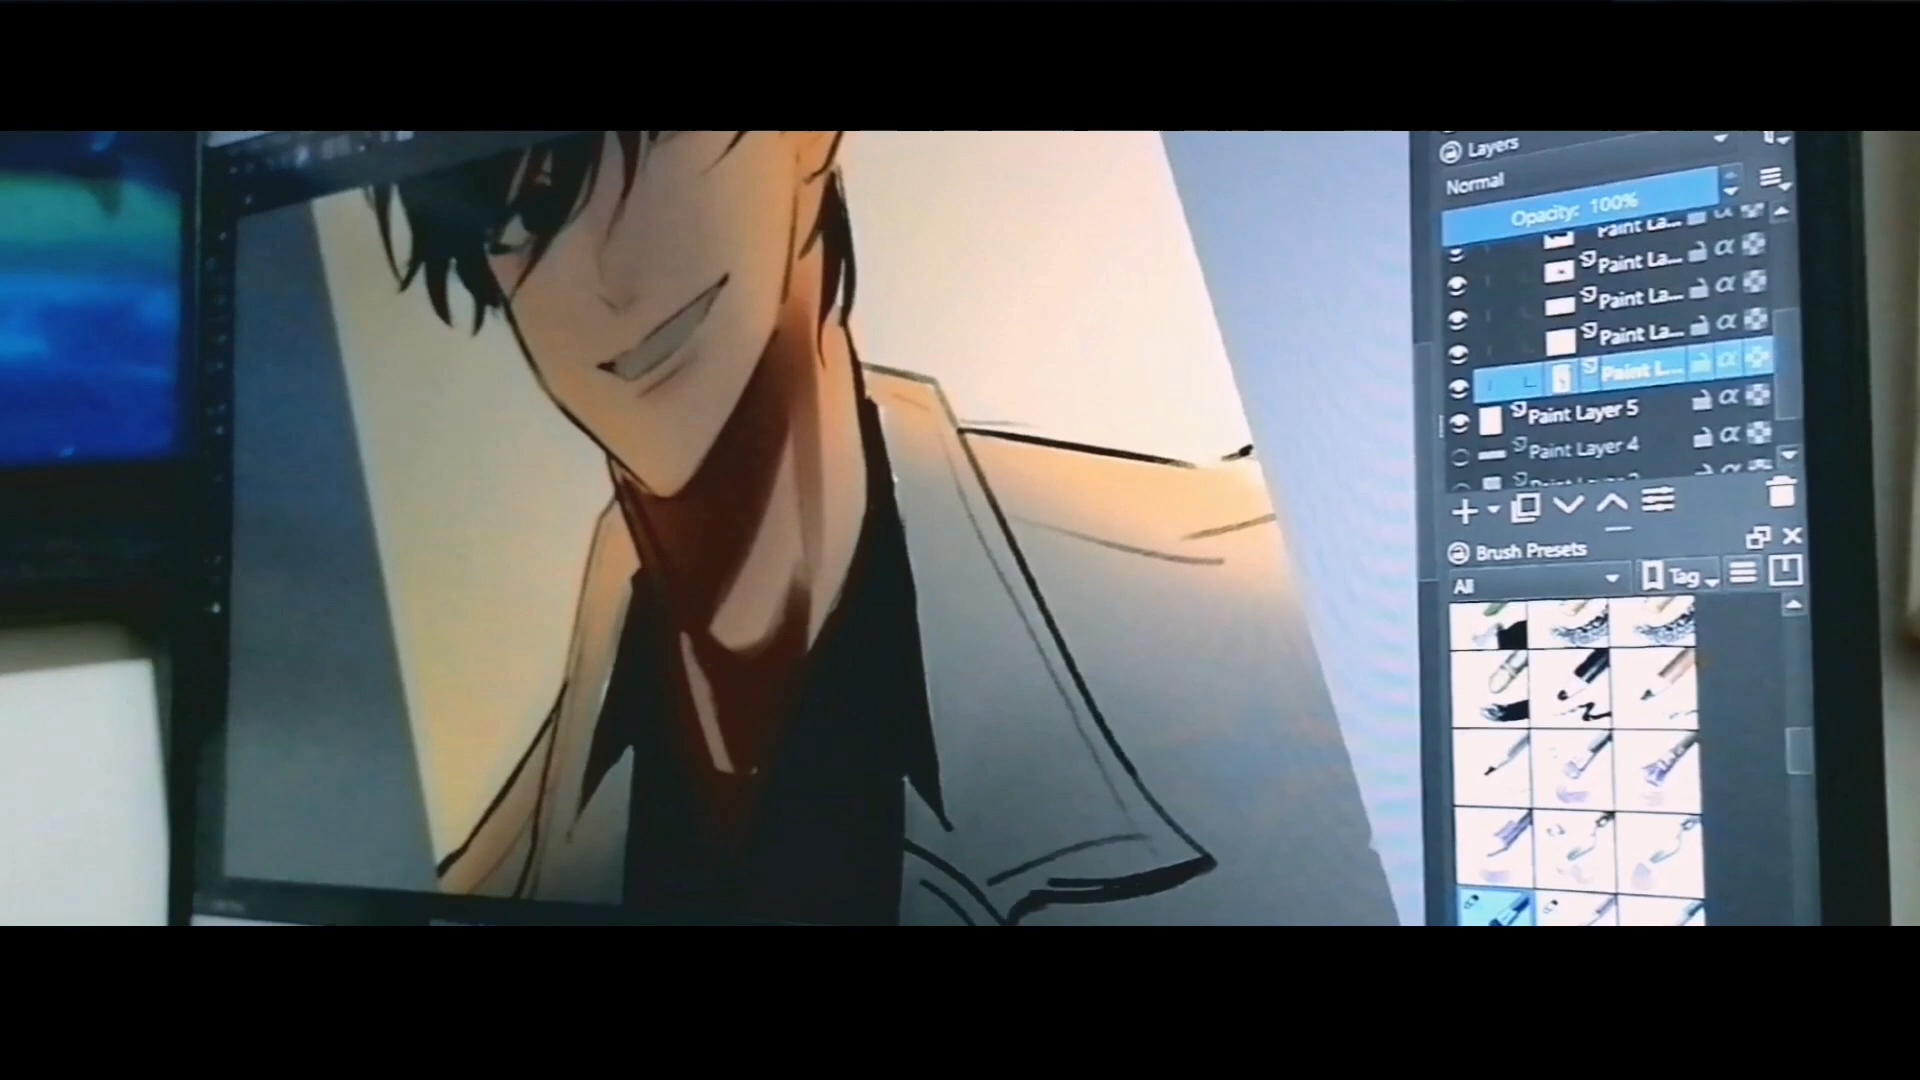 Layers
Normal
Opacity: 100%
Paint La...
Paint La...
Paint La...
Paint La...
Paint L...
Paint Layer 5
Paint Layer 4
Brush Presets
All
Tag